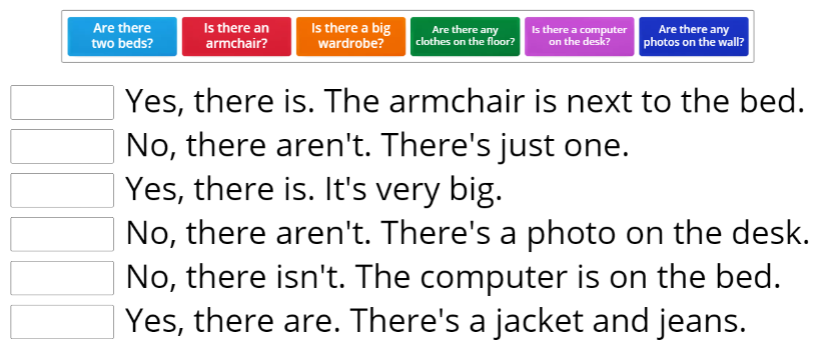 Are there
two beds?
Is there an
armchair?
Is there a big
wardrobe?
Are there any
clothes on the floor?
Is there a computer
on the desk?
Are there any
photos on the wall?
Yes, there is. The armchair is next to the bed.
No, there aren't. There's just one.
Yes, there is. It's very big.
No, there aren't. There's a photo on the desk.
No, there isn't. The computer is on the bed.
Yes, there are. There's a jacket and jeans.